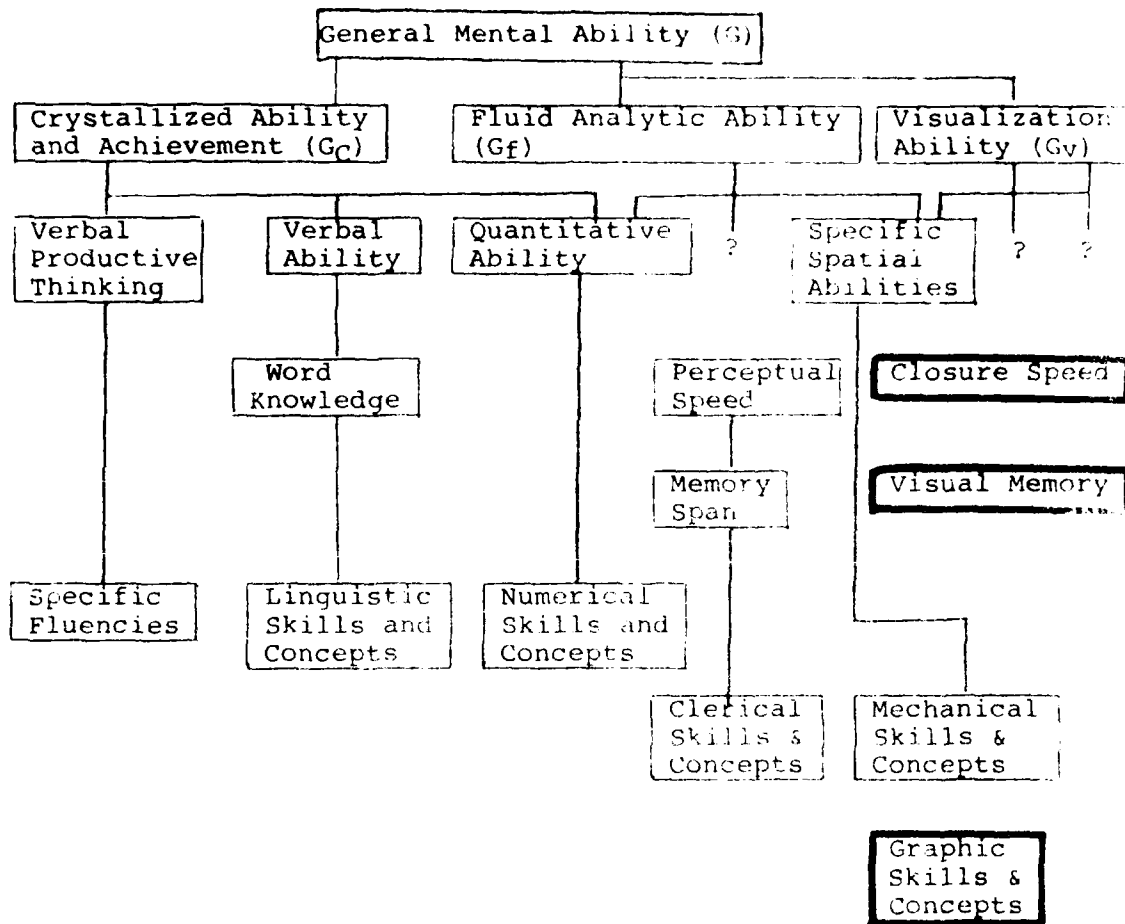 General Mental Ability (G)
Crystallized Ability
and Achievement (GC)
Fluid Analytic Ability
(Gf)
Visualization
Ability (Gv)
Verbal
Productive
Thinking
Verbal
Ability
Quantitative
Ability
?
Specific
Spatial
Abilities
?
?
Word
Knowledge
Perceptual
Speed
Closure Speed
Memory
Span
Visual Memory
Specific
Fluencies
Linguistic
Skills and
Concepts
Numerical
Skills and
Concepts
Clerical
Skills &
Concepts
Mechanical
Skills &
Concepts
Graphic
Skills &
Concepts